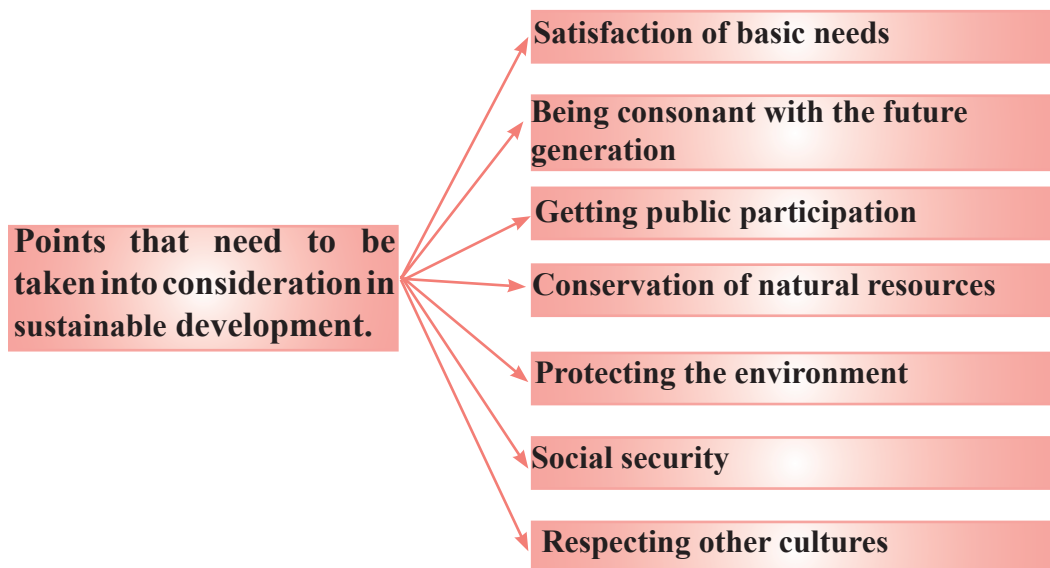 Points that need to be
taken into consideration in
sustainable development.
Satisfaction of basic needs
Being consonant with the future
generation
Getting public participation
Conservation of natural resources
Protecting the environment
Social security
Respecting other cultures